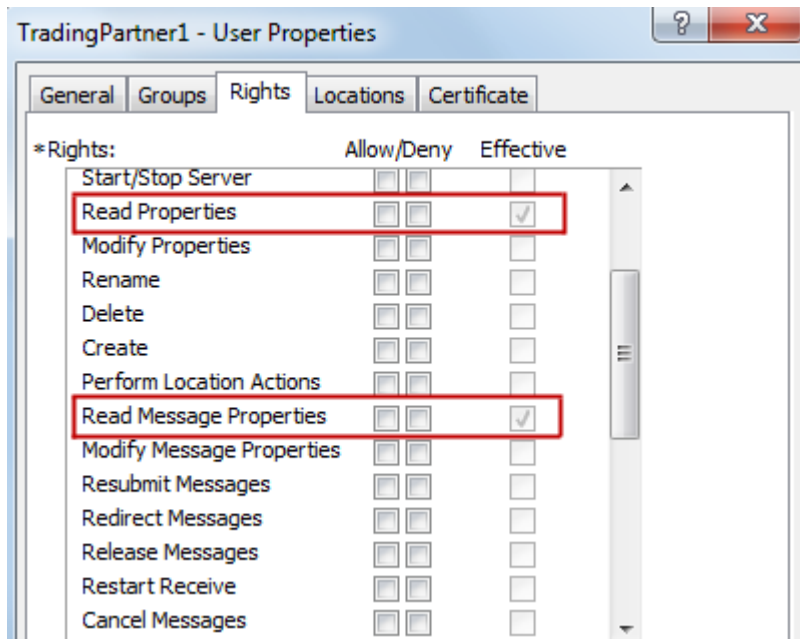 TradingPartner1 - User Properties
General Groups Rights Locations Certificate
*Rights: Allow/Deny Effective
Start/Stop Server
Read Properties
Modify Properties
Rename
Delete
Create
Perform Location Actions
Read Message Properties
Modify Message Properties
Resubmit Messages
Redirect Messages
Release Messages
Restart Receive
Cancel Messages